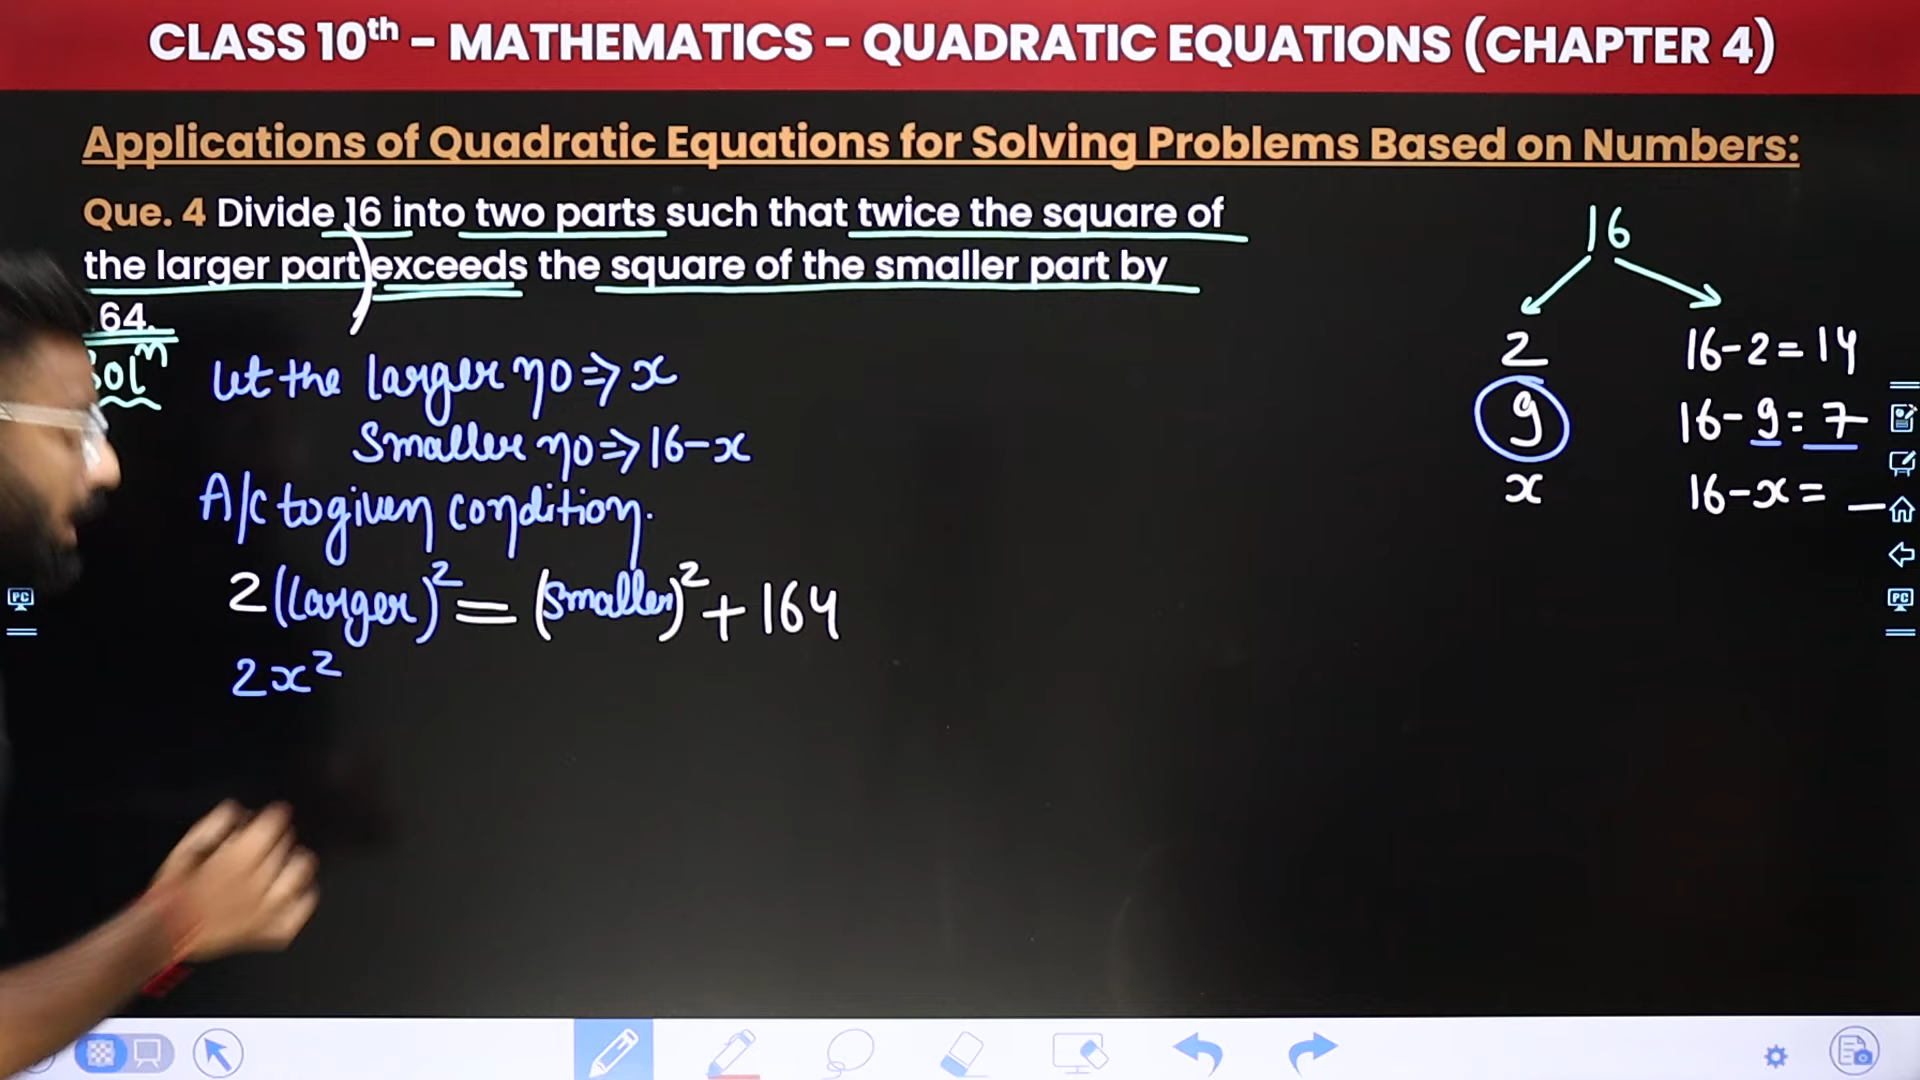 CLASS 10th - MATHEMATICS - QUADRATIC EQUATIONS (CHAPTER 4)
Applications of Quadratic Equations for Solving Problems Based on Numbers:
Que. 4 Divide 16 into two parts such that twice the square of
the larger part) exceeds the square of the smaller part by
64.
Solⁿ
Let the larger no ⇒ x
Smaller no ⇒ 16-x
A/c to given condition.
2(larger)² = (smaller)² + 164
2x²
16
2 16-2=14
9 16-9=7
x 16-x= _
PC
PC